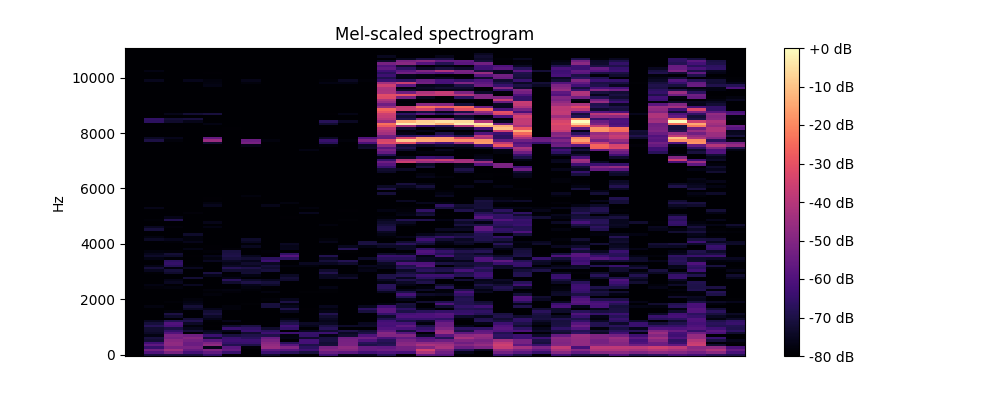 Mel-scaled spectrogram
Hz
10000
8000
6000
4000
2000
0
+0 dB
-10 dB
-20 dB
-30 dB
-40 dB
-50 dB
-60 dB
-70 dB
-80 dB